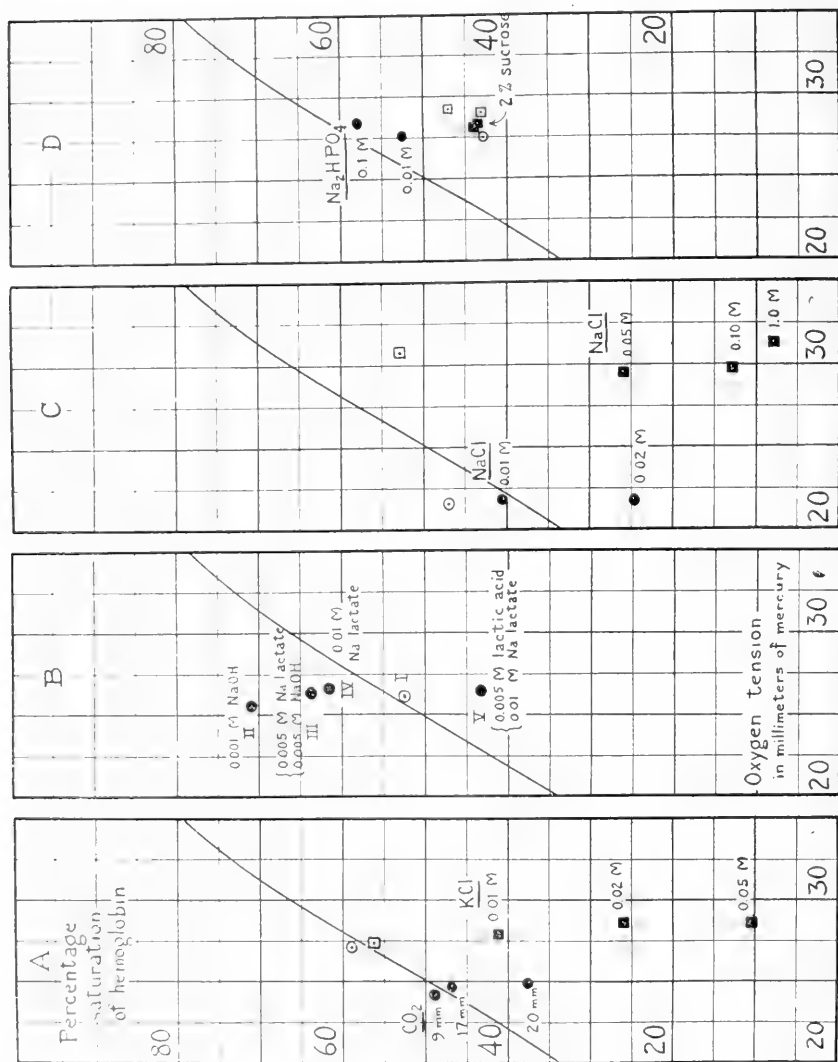 A
Percentage
saturation
of hemoglobin
80
60
40
20
CO₂
9 mm
17 mm
20 mm
KCl
0.01 M
0.02 M
0.05 M
20
30
B
0.001 M NaOH
II
{0.005 M Na lactate
0.005 M NaOH
III
0.01 M
Na lactate
IV
I
V
{0.005 M lactic acid
0.01 M Na lactate
Oxygen tension
in millimeters of mercury
20
30
C
NaCl
0.01 M
0.02 M
NaCl
0.05 M
0.10 M
1.0 M
20
30
D
80
60
40
20
Na₂HPO₄
0.1 M
0.01 M
2% sucrose
20
30